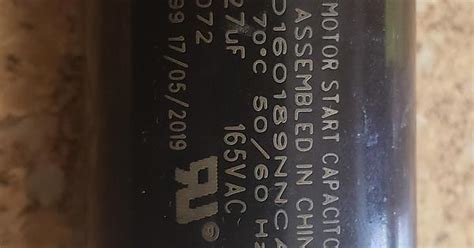 MOTOR START CAPACITO
ASSEMBLED IN CHIN
D160189NNCA
70°C 50/60 Hz
27uF 165VAC
072
99 17/05/2019